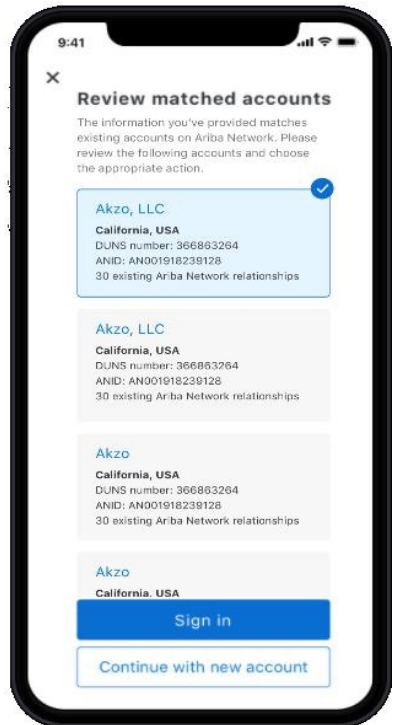 9:41
Review matched accounts
The information you've provided matches
existing accounts on Ariba Network. Please
review the following accounts and choose
the appropriate action.
Akzo, LLC
California, USA
DUNS number: 366863264
ANID: AN001918239128
30 existing Ariba Network relationships
Akzo, LLC
California, USA
DUNS number: 366863264
ANID: AN001918239128
30 existing Ariba Network relationships
Akzo
California, USA
DUNS number: 366863264
ANID: AN001918239128
30 existing Ariba Network relationships
Akzo
California, USA
Sign in
Continue with new account